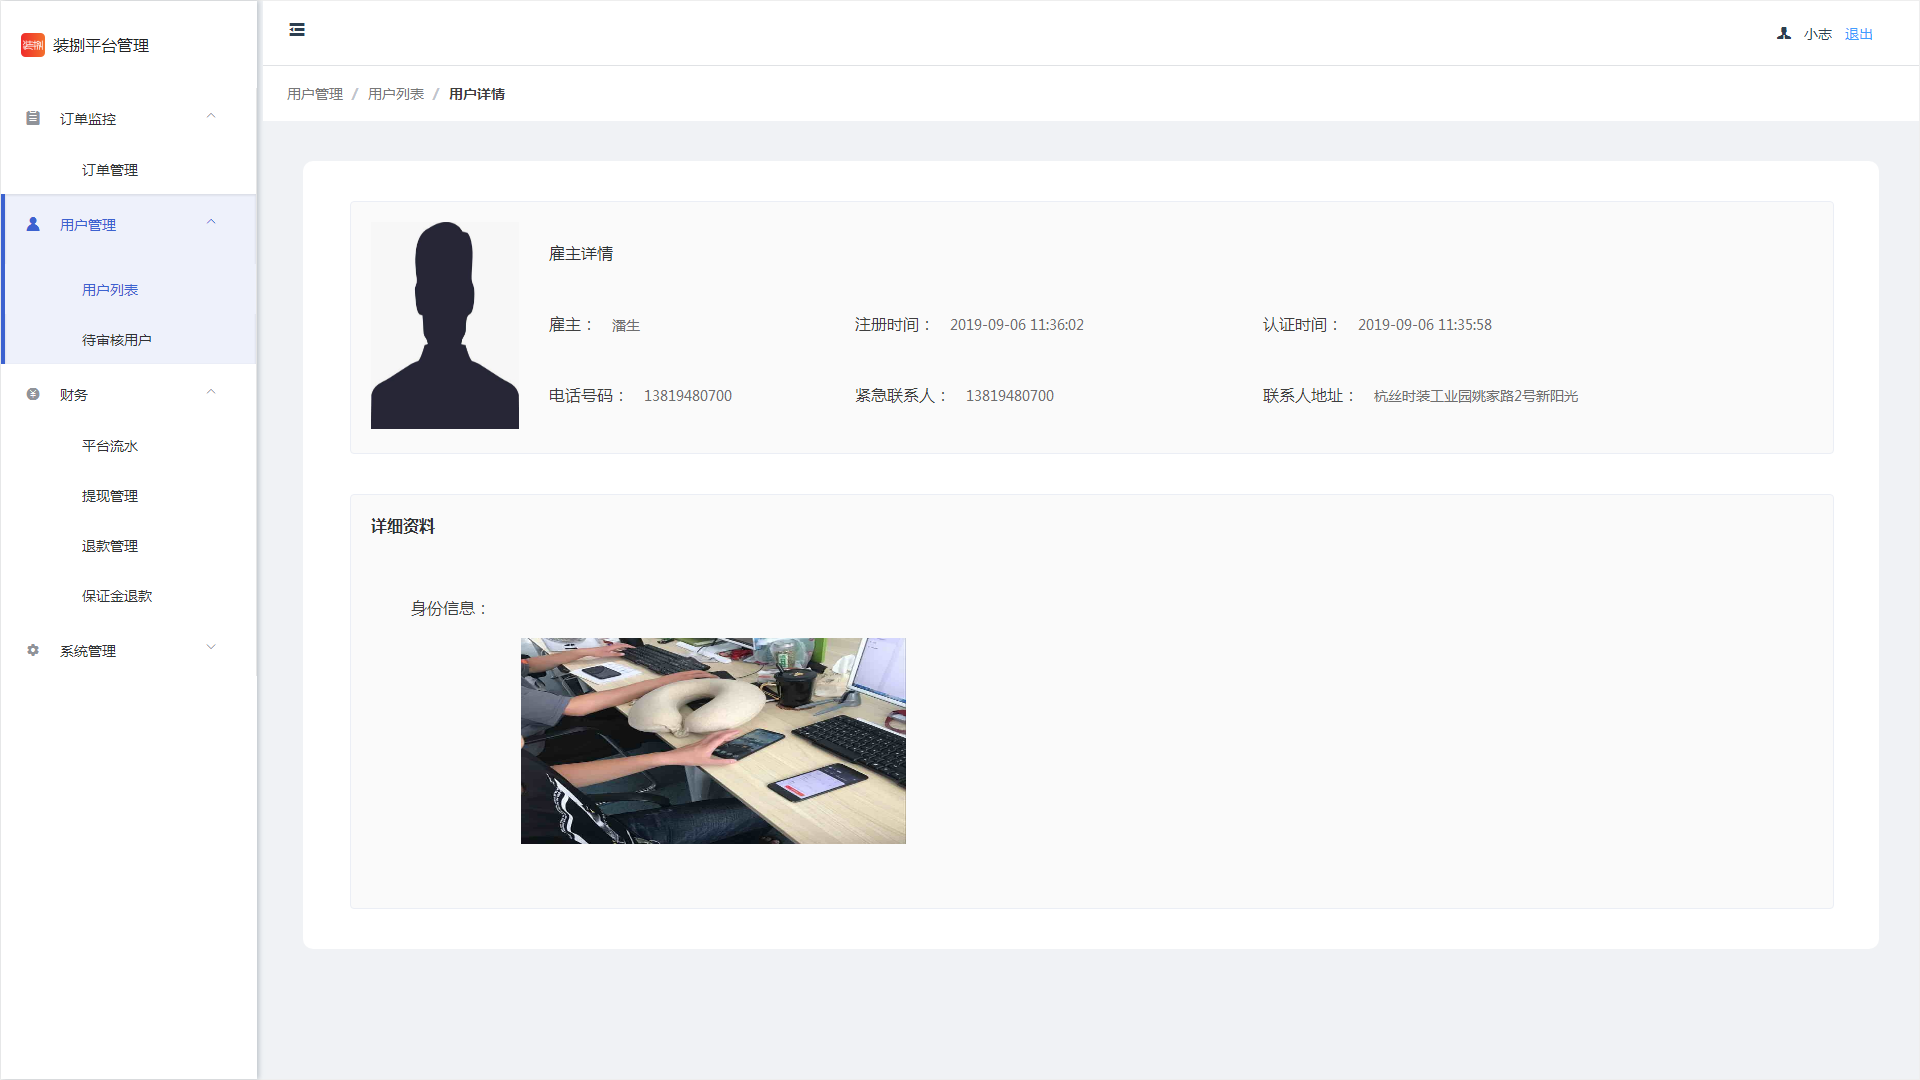 装捌 装捌平台管理
小志 退出
用户管理 / 用户列表 / 用户详情
订单监控
订单管理
用户管理
用户列表
待审核用户
财务
平台流水
提现管理
退款管理
保证金退款
系统管理
雇主详情
雇主： 潘生 注册时间： 2019-09-06 11:36:02 认证时间： 2019-09-06 11:35:58
电话号码： 13819480700 紧急联系人： 13819480700 联系人地址： 杭丝时装工业园姚家路2号新阳光
详细资料
身份信息：